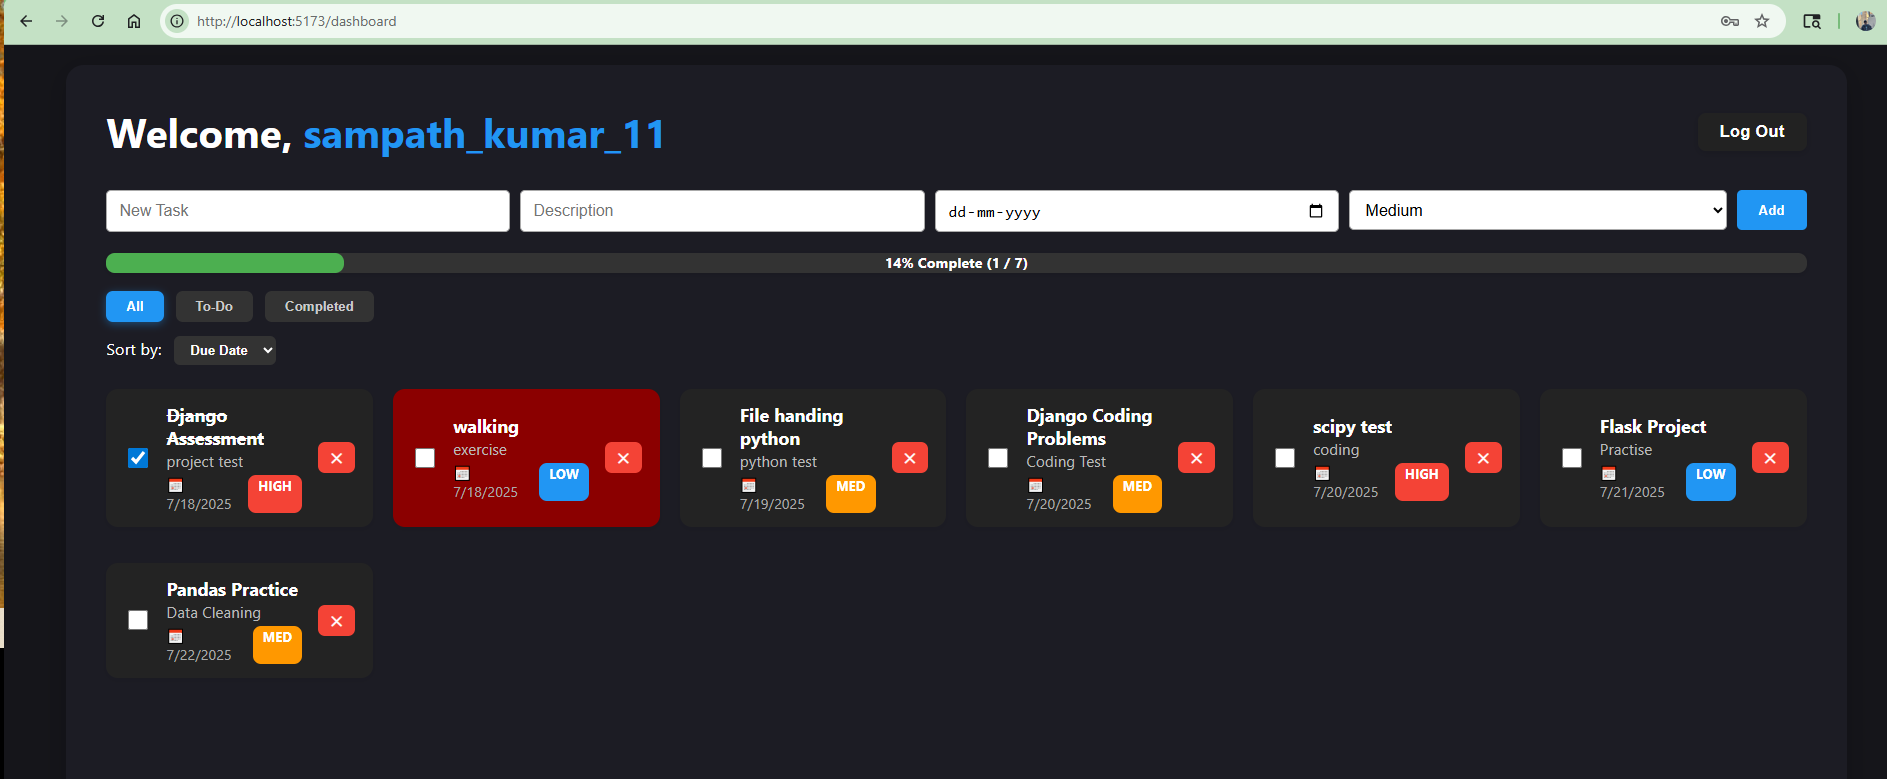 http://localhost:5173/dashboard
Welcome, sampath_kumar_11
Log Out
New Task
Description
dd-mm-yyyy
Medium
Add
14% Complete (1 / 7)
All
To-Do
Completed
Sort by:
Due Date
Django
Assessment
project test
7/18/2025
HIGH
walking
exercise
7/18/2025
LOW
File handing
python
python test
7/19/2025
MED
Django Coding
Problems
Coding Test
7/20/2025
MED
scipy test
coding
7/20/2025
HIGH
Flask Project
Practise
7/21/2025
LOW
Pandas Practice
Data Cleaning
7/22/2025
MED